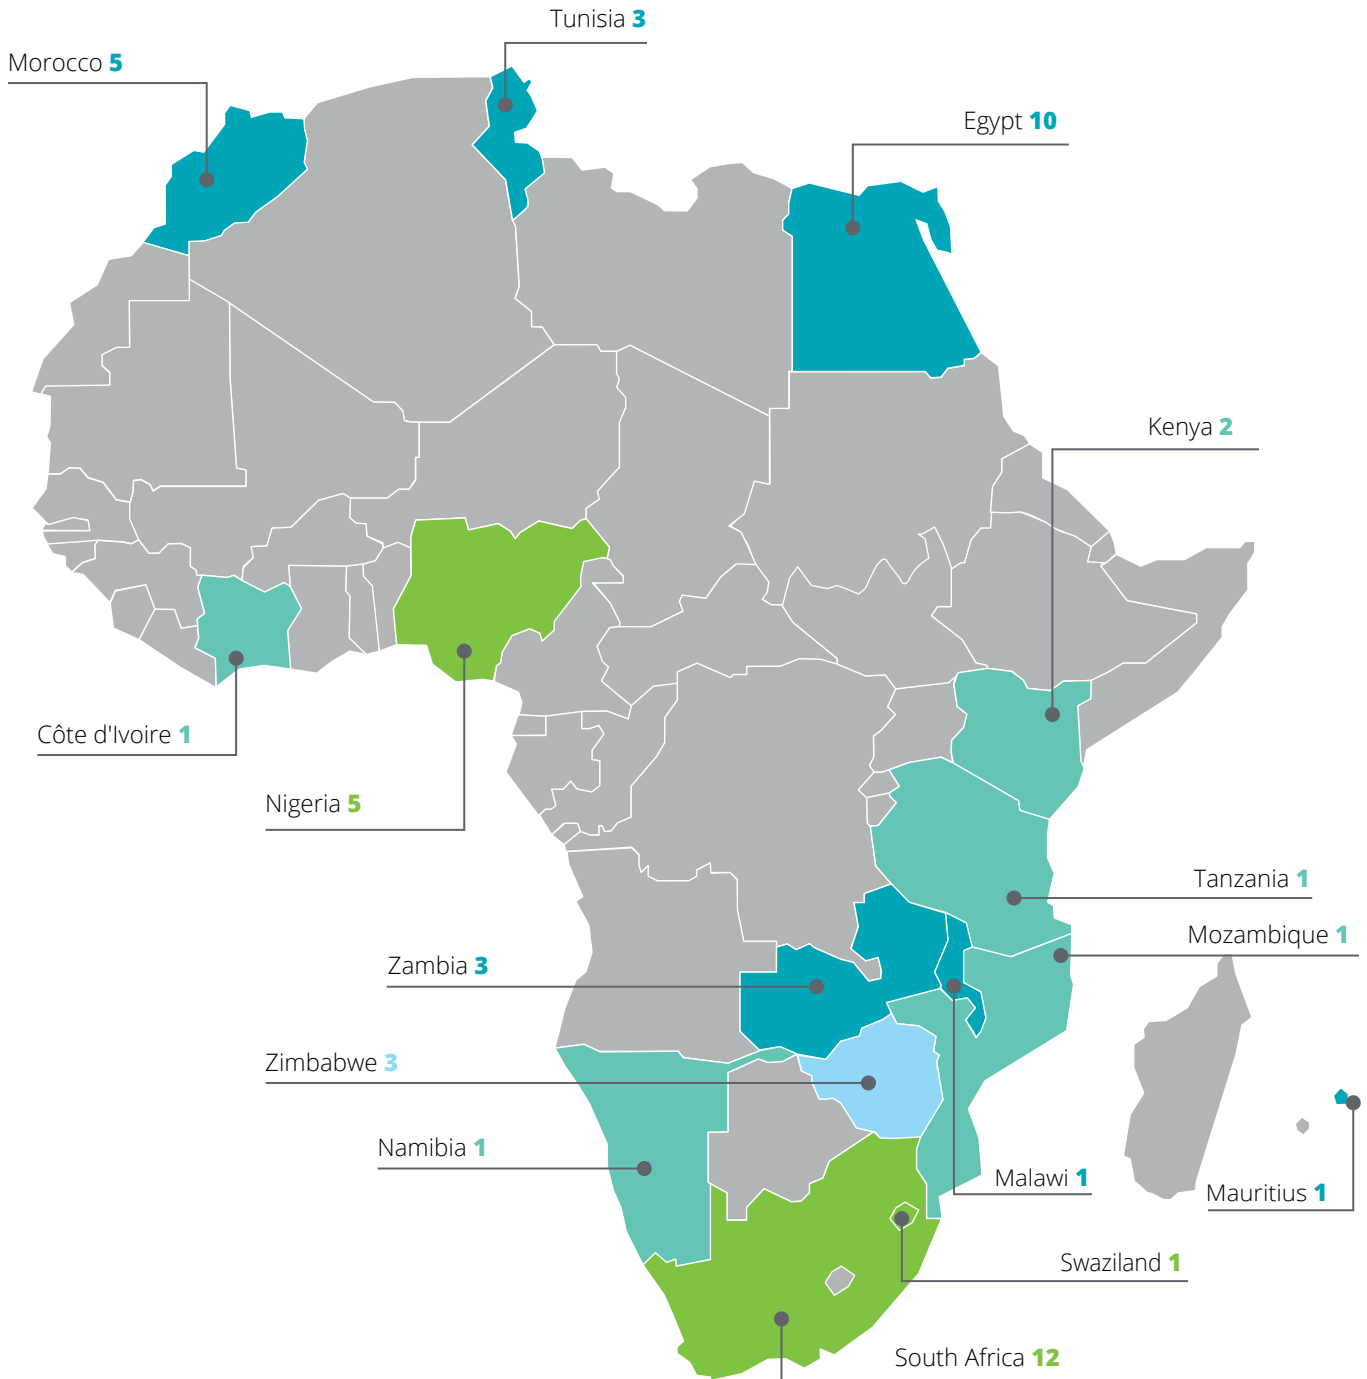 Tunisia 3
Morocco 5
Egypt 10
Kenya 2
Côte d'Ivoire 1
Nigeria 5
Tanzania 1
Mozambique 1
Zambia 3
Zimbabwe 3
Namibia 1
Malawi 1
Mauritius 1
Swaziland 1
South Africa 12